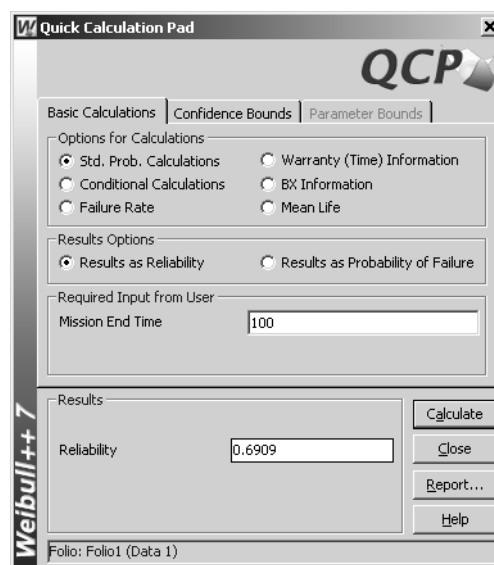 Quick Calculation Pad
QCP
Basic Calculations Confidence Bounds Parameter Bounds
Options for Calculations
Std. Prob. Calculations Warranty (Time) Information
Conditional Calculations BX Information
Failure Rate Mean Life
Results Options
Results as Reliability Results as Probability of Failure
Required Input from User
Mission End Time 100
Results
Reliability 0.6909
Calculate
Close
Report...
Help
Weibull++ 7
Folio: Folio1 (Data 1)